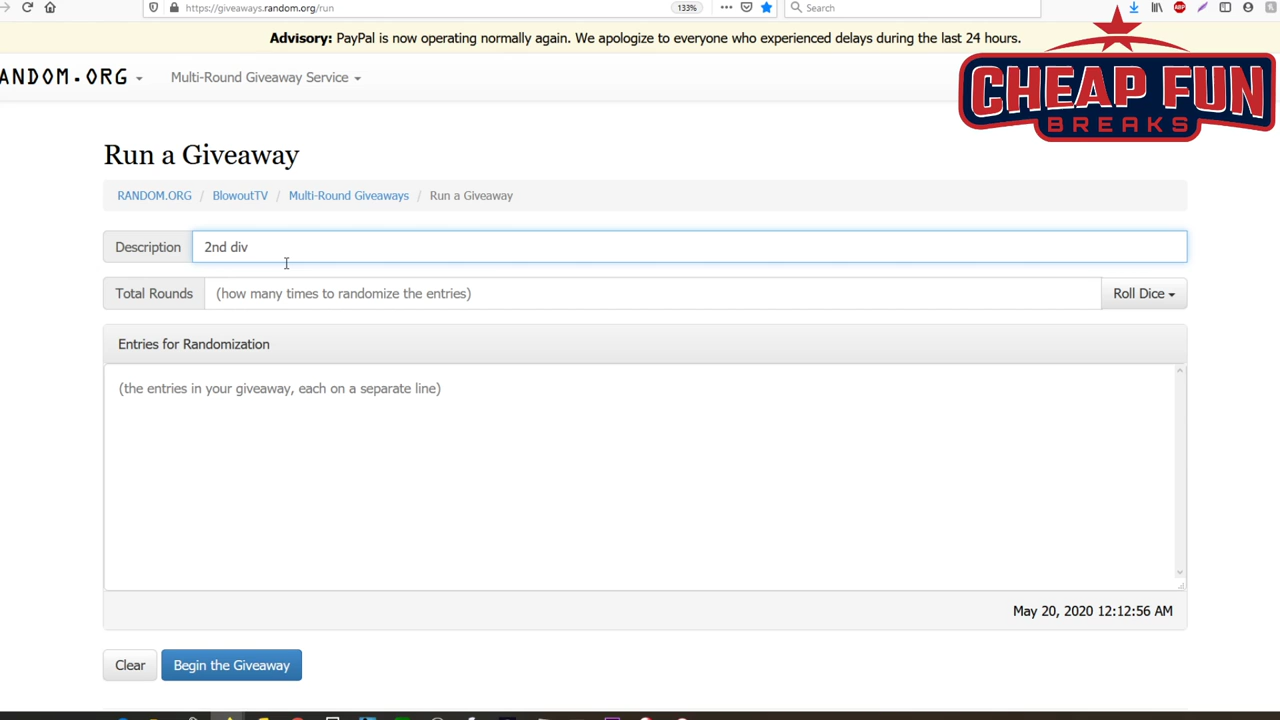 https://giveaways.random.org/run
133%
Search
ABP
Advisory: PayPal is now operating normally again. We apologize to everyone who experienced delays during the last 24 hours.
ANDOM.ORG
Multi-Round Giveaway Service
CHEAP FUN
BREAKS
Run a Giveaway
RANDOM.ORG / BlowoutTV / Multi-Round Giveaways / Run a Giveaway
Description 2nd div
Total Rounds (how many times to randomize the entries) Roll Dice
Entries for Randomization
(the entries in your giveaway, each on a separate line)
May 20, 2020 12:12:56 AM
Clear Begin the Giveaway